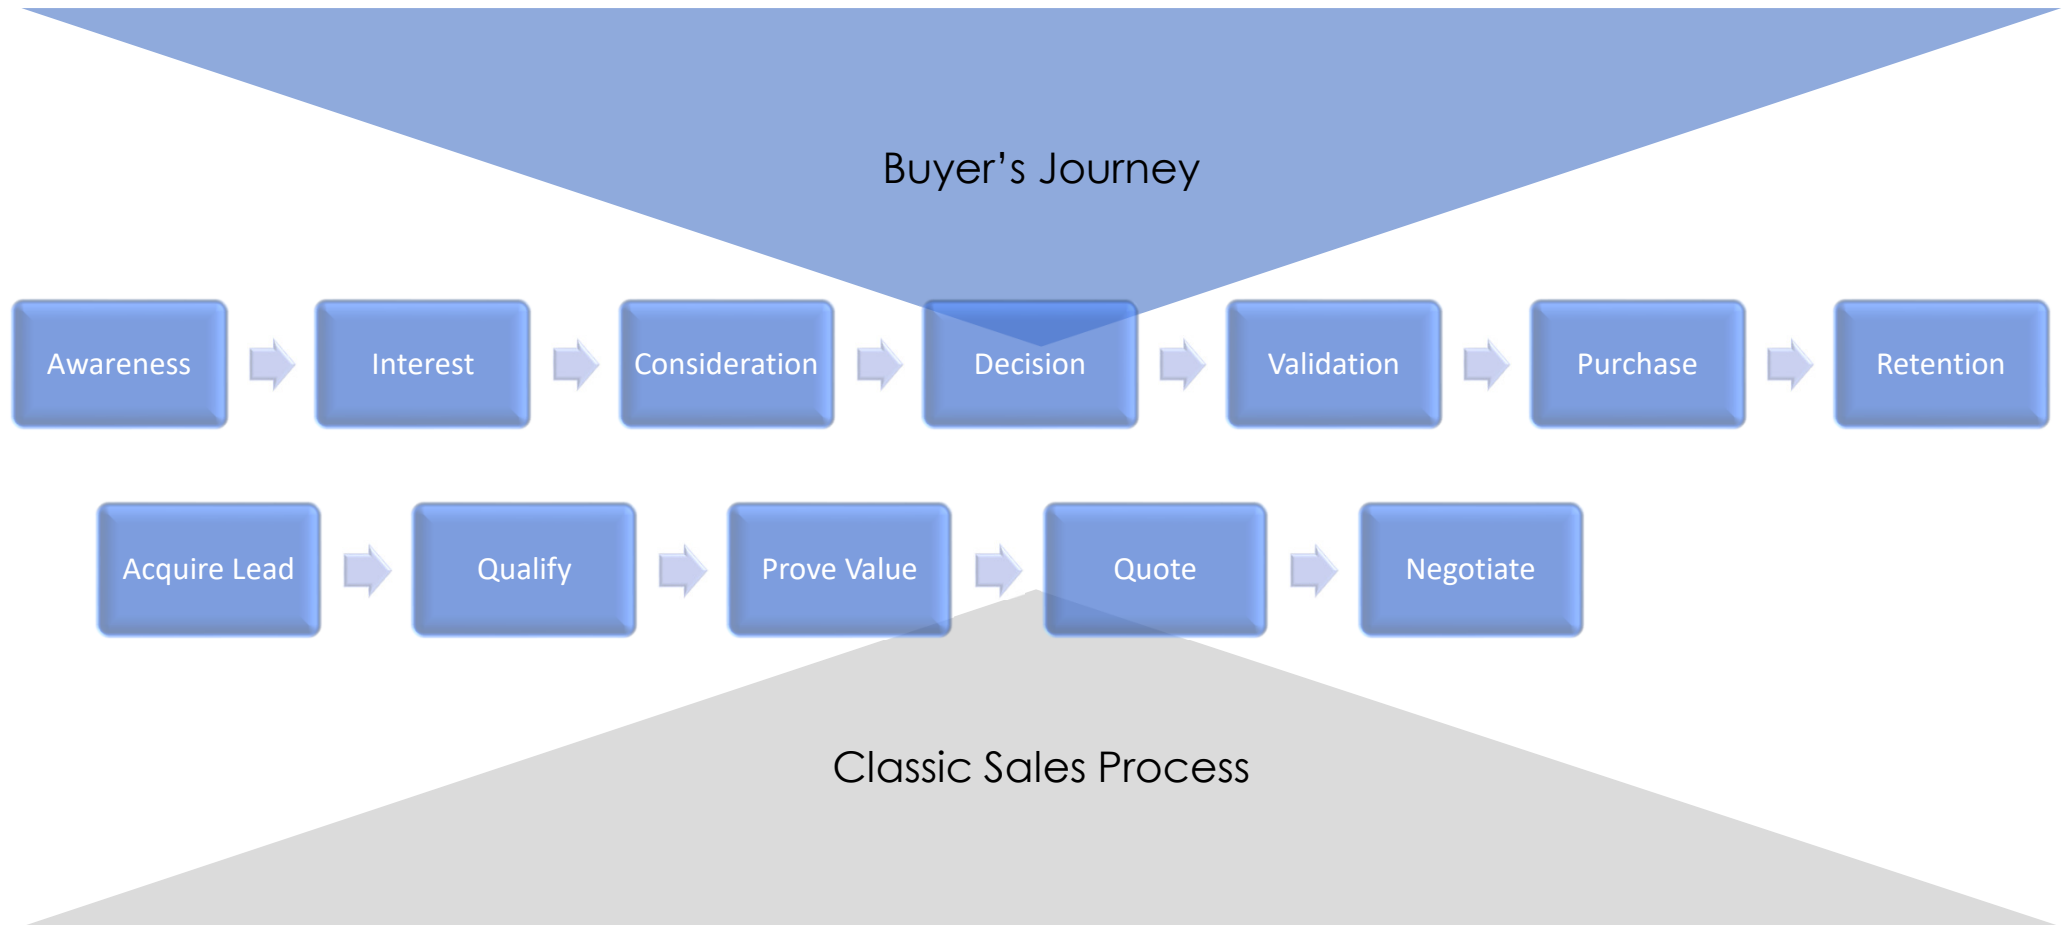 Buyer’s Journey
Awareness
Interest
Consideration
Decision
Validation
Purchase
Retention
Acquire Lead
Qualify
Prove Value
Quote
Negotiate
Classic Sales Process